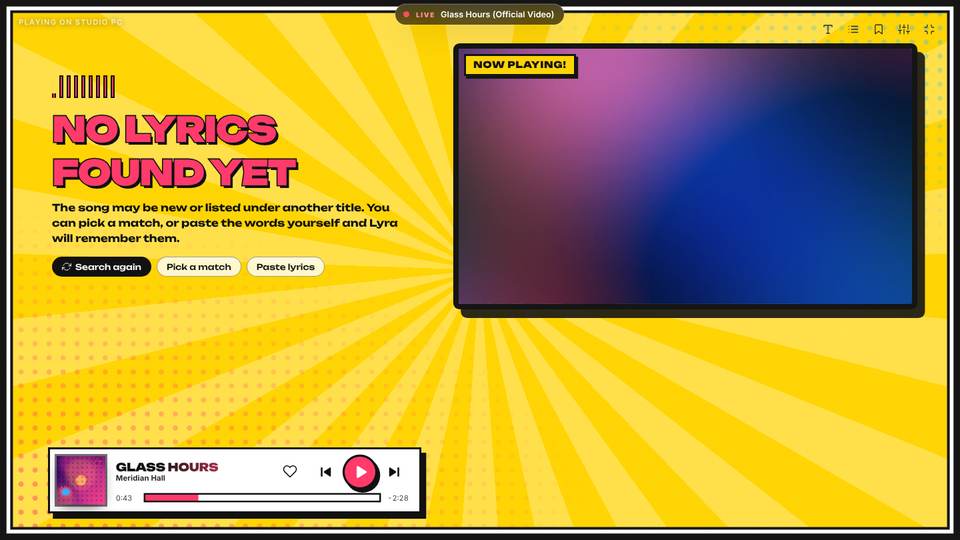 PLAYING ON STUDIO PC
LIVE Glass Hours (Official Video)
NOW PLAYING!
NO LYRICS
FOUND YET
The song may be new or listed under another title. You
can pick a match, or paste the words yourself and Lyra
will remember them.
Search again
Pick a match
Paste lyrics
GLASS HOURS
Meridian Hall
0:43
-2:28